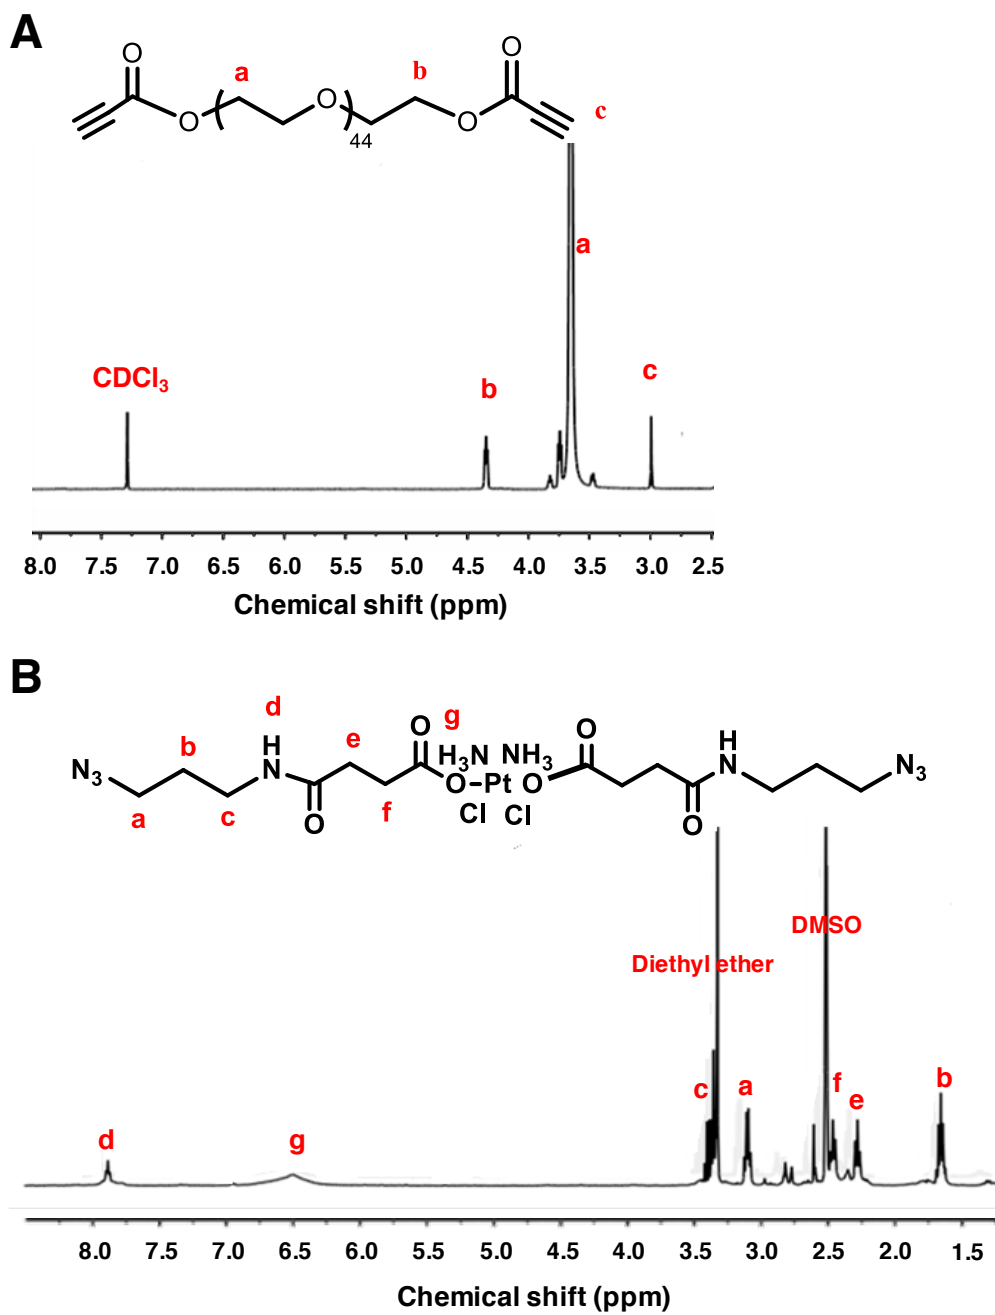 A
O
O
a
b
O
O
O
c
44
a
CDCl3
b
c
8.0 7.5 7.0 6.5 6.0 5.5 5.0 4.5 4.0 3.5 3.0 2.5
Chemical shift (ppm)
B
d
g
b
e
O
O
H
H3N NH3
H
N3
N
O
Pt
O
N
N3
a
c
O
f
Cl
Cl
O
DMSO
Diethyl ether
c
a
f
e
b
d
g
8.0 7.5 7.0 6.5 6.0 5.5 5.0 4.5 4.0 3.5 3.0 2.5 2.0 1.5
Chemical shift (ppm)